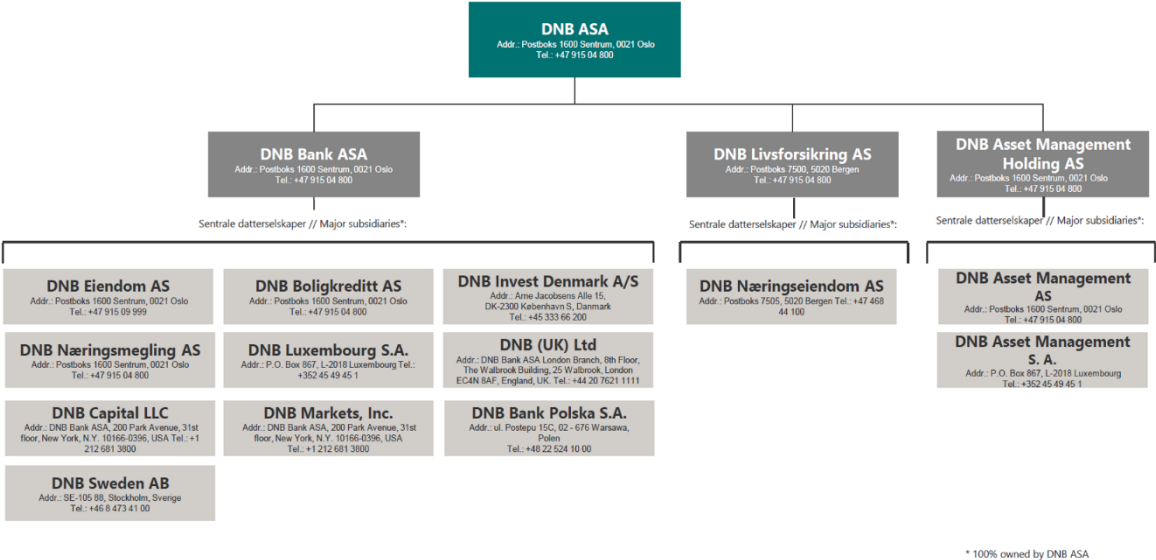 DNB ASA
Addr.: Postboks 1600 Sentrum, 0021 Oslo
Tel.: +47 915 04 800
DNB Bank ASA
Addr.: Postboks 1600 Sentrum, 0021 Oslo
Tel.: +47 915 04 800
DNB Livsforsikring AS
Addr.: Postboks 7500, 5020 Bergen
Tel.: +47 915 04 800
DNB Asset Management
Holding AS
Addr.: Postboks 1600 Sentrum, 0021 Oslo
Tel.: +47 915 04 800
Sentrale datterselskaper // Major subsidiaries*:
Sentrale datterselskaper // Major subsidiaries*:
Sentrale datterselskaper // Major subsidiaries*:
DNB Eiendom AS
Addr.: Postboks 1600 Sentrum, 0021 Oslo
Tel.: +47 915 09 999
DNB Boligkreditt AS
Addr.: Postboks 1600 Sentrum, 0021 Oslo
Tel.: +47 915 04 800
DNB Invest Denmark A/S
Addr.: Arne Jacobsens Alle 15,
DK-2300 København S, Danmark
Tel.: +45 333 66 200
DNB Næringseiendom AS
Addr.: Postboks 7505, 5020 Bergen Tel.: +47 468
44 100
DNB Asset Management
AS
Addr.: Postboks 1600 Sentrum, 0021 Oslo
Tel.: +47 915 04 800
DNB Næringsmegling AS
Addr.: Postboks 1600 Sentrum, 0021 Oslo
Tel.: +47 915 04 800
DNB Luxembourg S.A.
Addr.: P.O. Box 867, L-2018 Luxembourg Tel.:
+352 45 49 45 1
DNB (UK) Ltd
Addr.: DNB Bank ASA London Branch, 8th Floor,
The Walbrook Building, 25 Walbrook, London
EC4N 8AF, England, UK. Tel.: +44 20 7621 1111
DNB Asset Management
S. A.
Addr.: P.O. Box 867, L-2018 Luxembourg
Tel.: +352 45 49 45 1
DNB Capital LLC
Addr.: DNB Bank ASA, 200 Park Avenue, 31st
floor, New York, N.Y. 10166-0396, USA Tel.: +1
212 681 3800
DNB Markets, Inc.
Addr.: DNB Bank ASA, 200 Park Avenue, 31st
floor, New York, N.Y. 10166-0396, USA
Tel.: +1 212 681 3800
DNB Bank Polska S.A.
Addr.: ul. Postepu 15C, 02 - 676 Warsawa,
Polen
Tel.: +48 22 524 10 00
DNB Sweden AB
Addr.: SE-105 88, Stockholm, Sverige
Tel.: +46 8 473 41 00
* 100% owned by DNB ASA